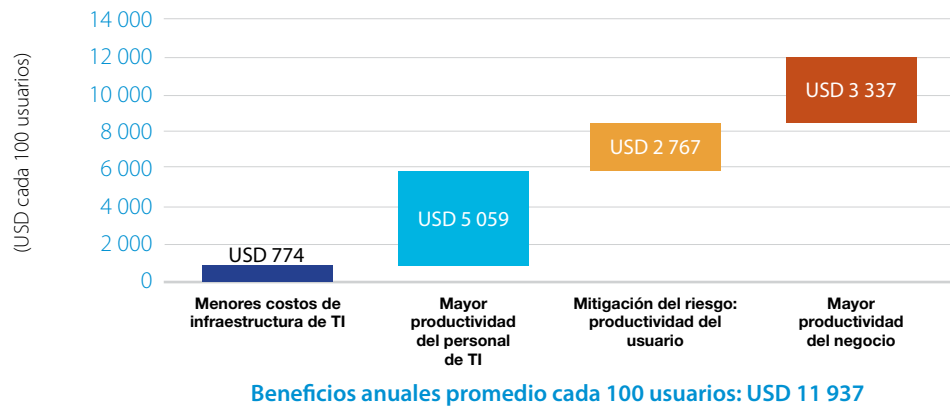 (USD cada 100 usuarios)
14 000
12 000
10 000
8 000
6 000
4 000
2 000
0
USD 774
USD 5 059
USD 2 767
USD 3 337
Menores costos de
infraestructura de TI
Mayor
productividad
del personal
de TI
Mitigación del riesgo:
productividad del
usuario
Mayor
productividad
del negocio
Beneficios anuales promedio cada 100 usuarios: USD 11 937